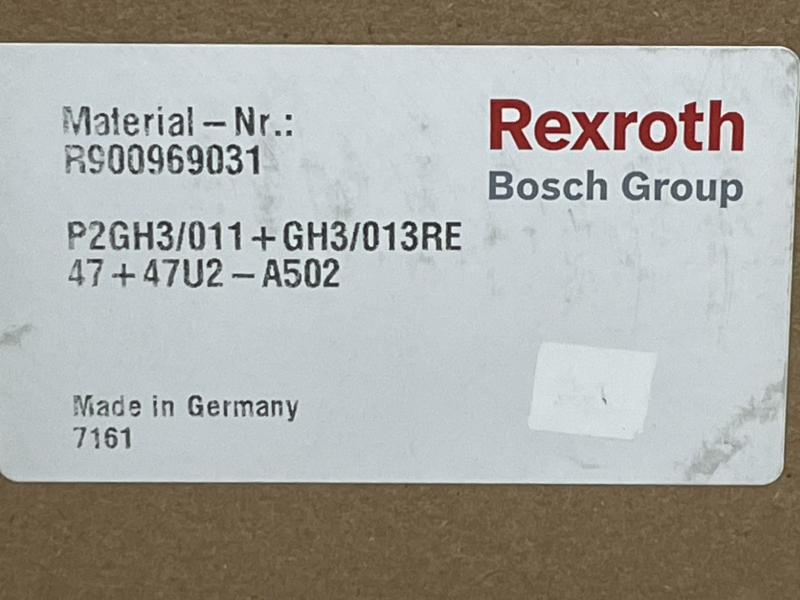 Material – Nr.:
R900969031
Rexroth
Bosch Group
P2GH3/011 + GH3/013RE
47 + 47U2 – A502
Made in Germany
7161